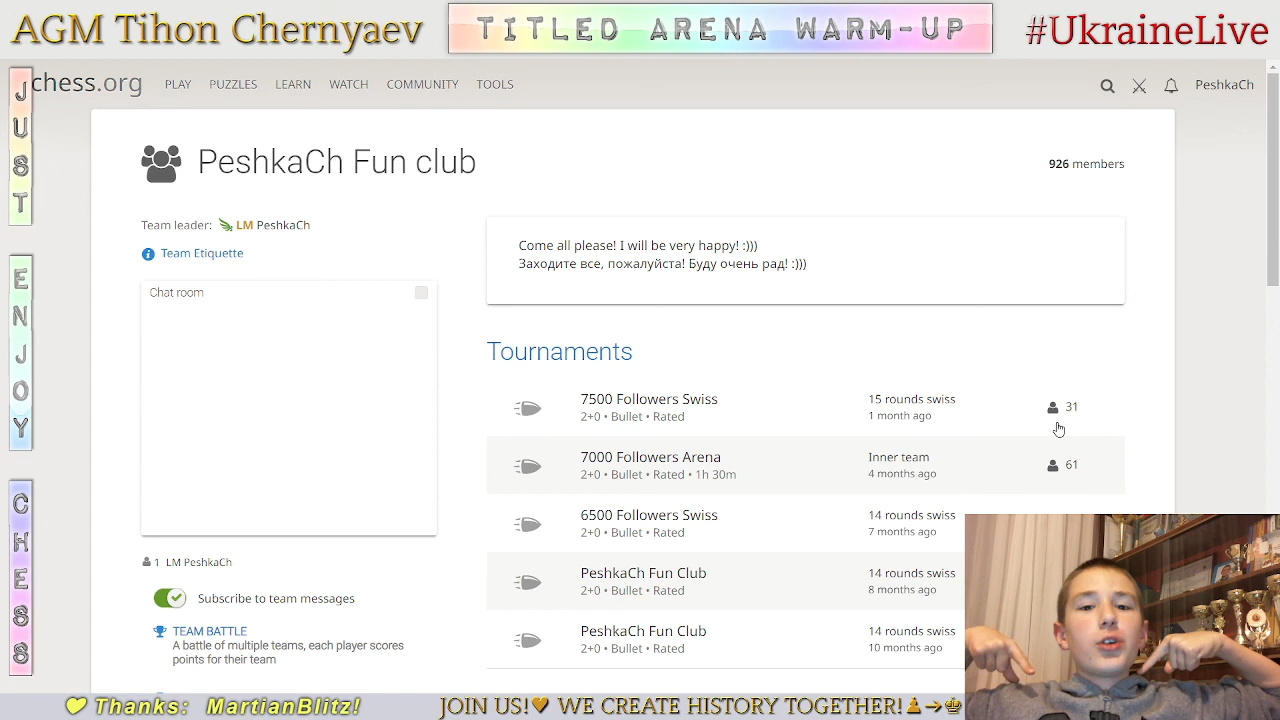 AGM Tihon Chernyaev
TITLED ARENA WARM-UP
#UkraineLive
JUST
ENJOY
CHESS
chess.org
PLAY PUZZLES LEARN WATCH COMMUNITY TOOLS
PeshkaCh
PeshkaCh Fun club
926 members
Team leader: LM PeshkaCh
Team Etiquette
Come all please! I will be very happy! :)))
Заходите все, пожалуйста! Буду очень рад! :)))
Chat room
Tournaments
7500 Followers Swiss
2+0 • Bullet • Rated
15 rounds swiss
1 month ago
31
7000 Followers Arena
2+0 • Bullet • Rated • 1h 30m
Inner team
4 months ago
61
6500 Followers Swiss
2+0 • Bullet • Rated
14 rounds swiss
7 months ago
PeshkaCh Fun Club
2+0 • Bullet • Rated
14 rounds swiss
8 months ago
PeshkaCh Fun Club
2+0 • Bullet • Rated
14 rounds swiss
10 months ago
1 LM PeshkaCh
Subscribe to team messages
TEAM BATTLE
A battle of multiple teams, each player scores
points for their team
Thanks: MartianBlitz!
JOIN US!🧡 WE CREATE HISTORY TOGETHER!♟→♚